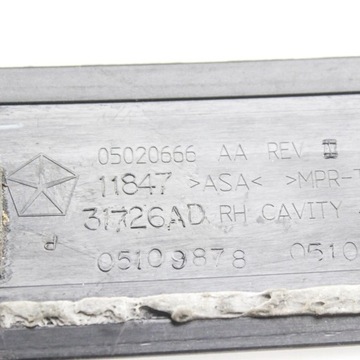 05020666 AA REV
11847 >ASA< >MPR-T
31726AD RH CAVITY
P
05109878 0510